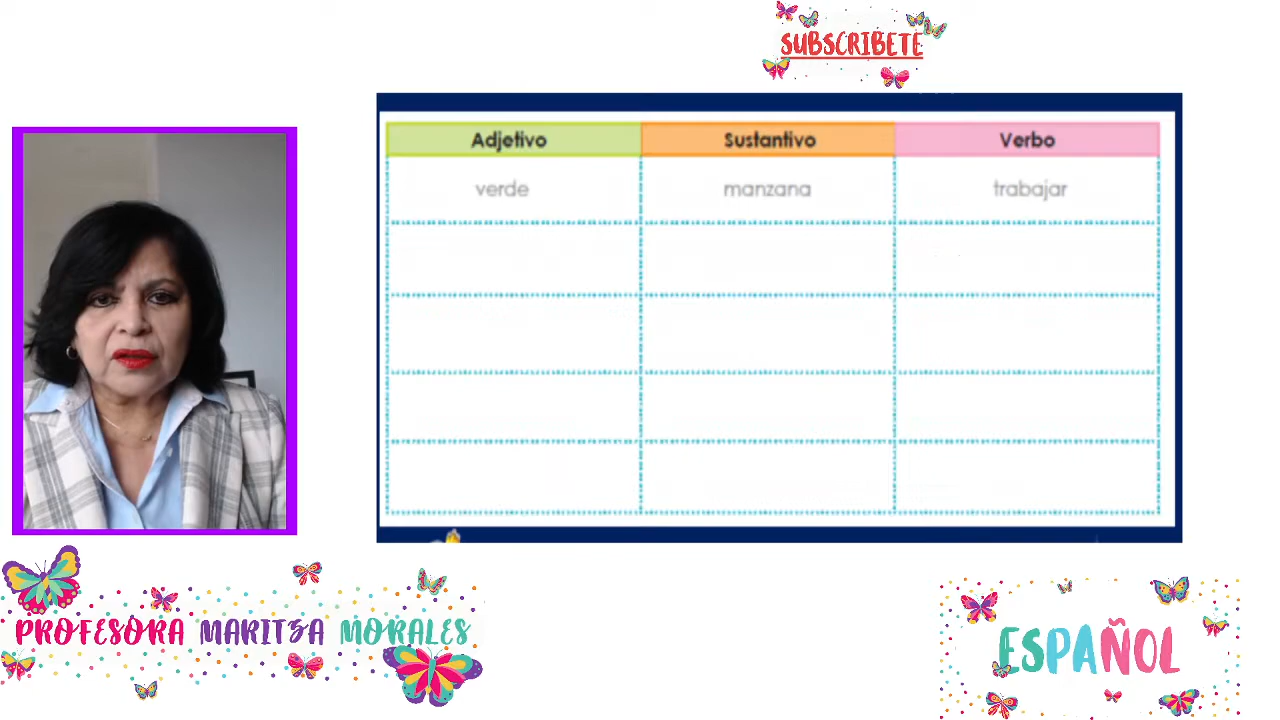 SUBSCRIBETE
Adjetivo Sustantivo Verbo
verde manzana trabajar
PROFESORA MARITZA MORALES
ESPAÑOL